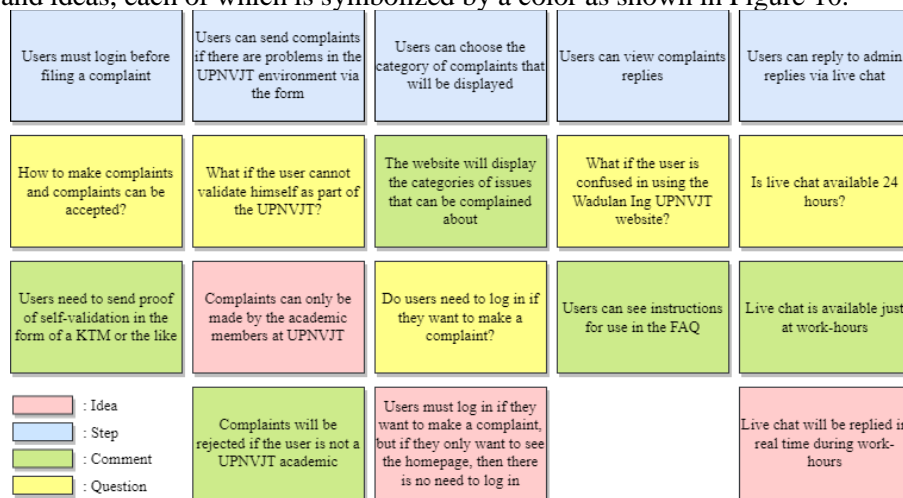 and ideas, each of which is symbolized by a color as shown in Figure 16.
Users must login before
filing a complaint
Users can send complaints
if there are problems in the
UPNVJT environment via
the form
Users can choose the
category of complaints that
will be displayed
Users can view complaints
replies
Users can reply to admin
replies via live chat
How to make complaints
and complaints can be
accepted?
What if the user cannot
validate himself as part of
the UPNVJT?
The website will display
the categories of issues
that can be complained
about
What if the user is
confused in using the
Wadulan Ing UPNVJT
website?
Is live chat available 24
hours?
Users need to send proof
of self-validation in the
form of a KTM or the like
Complaints can only be
made by the academic
members at UPNVJT
Do users need to log in if
they want to make a
complaint?
Users can see instructions
for use in the FAQ
Live chat is available just
at work-hours
: Idea
: Step
: Comment
: Question
Complaints will be
rejected if the user is not a
UPNVJT academic
Users must log in if they
want to make a complaint,
but if they only want to see
the homepage, then there
is no need to log in
Live chat will be replied in
real time during work-
hours